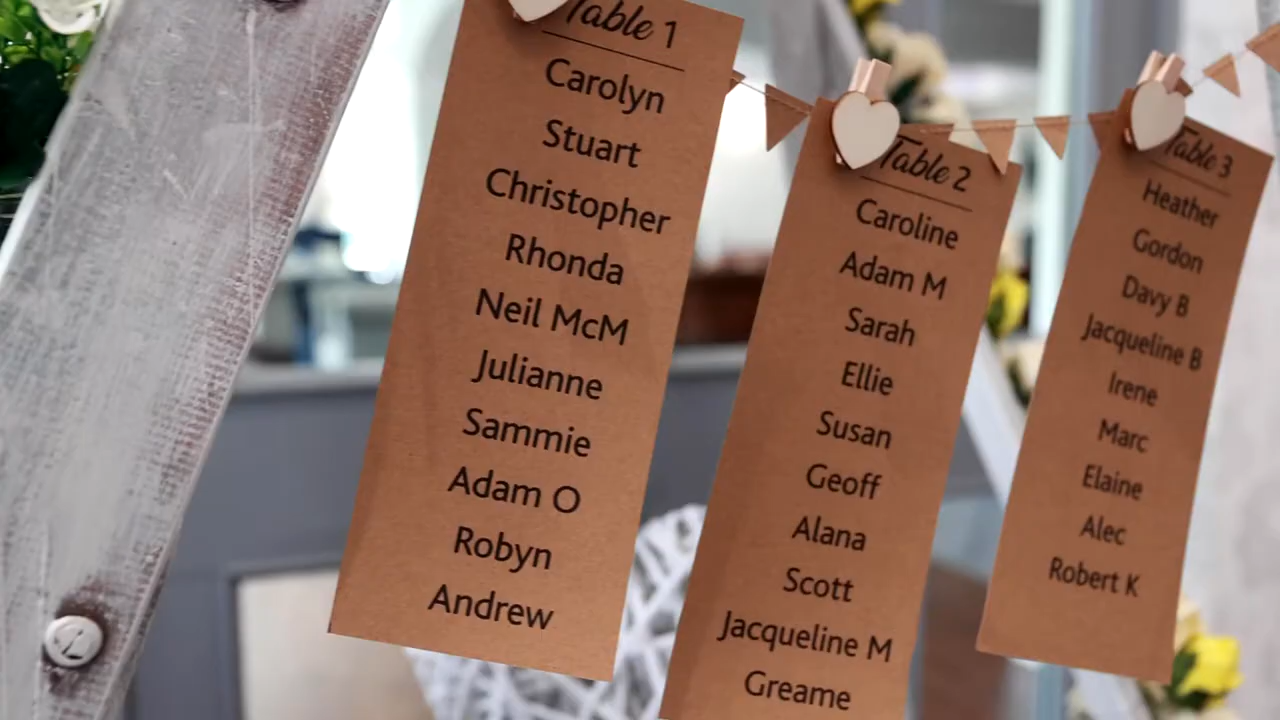 Table 1
Carolyn
Stuart
Christopher
Rhonda
Neil McM
Julianne
Sammie
Adam O
Robyn
Andrew
Table 2
Caroline
Adam M
Sarah
Ellie
Susan
Geoff
Alana
Scott
Jacqueline M
Greame
Table 3
Heather
Gordon
Davy B
Jacqueline B
Irene
Marc
Elaine
Alec
Robert K